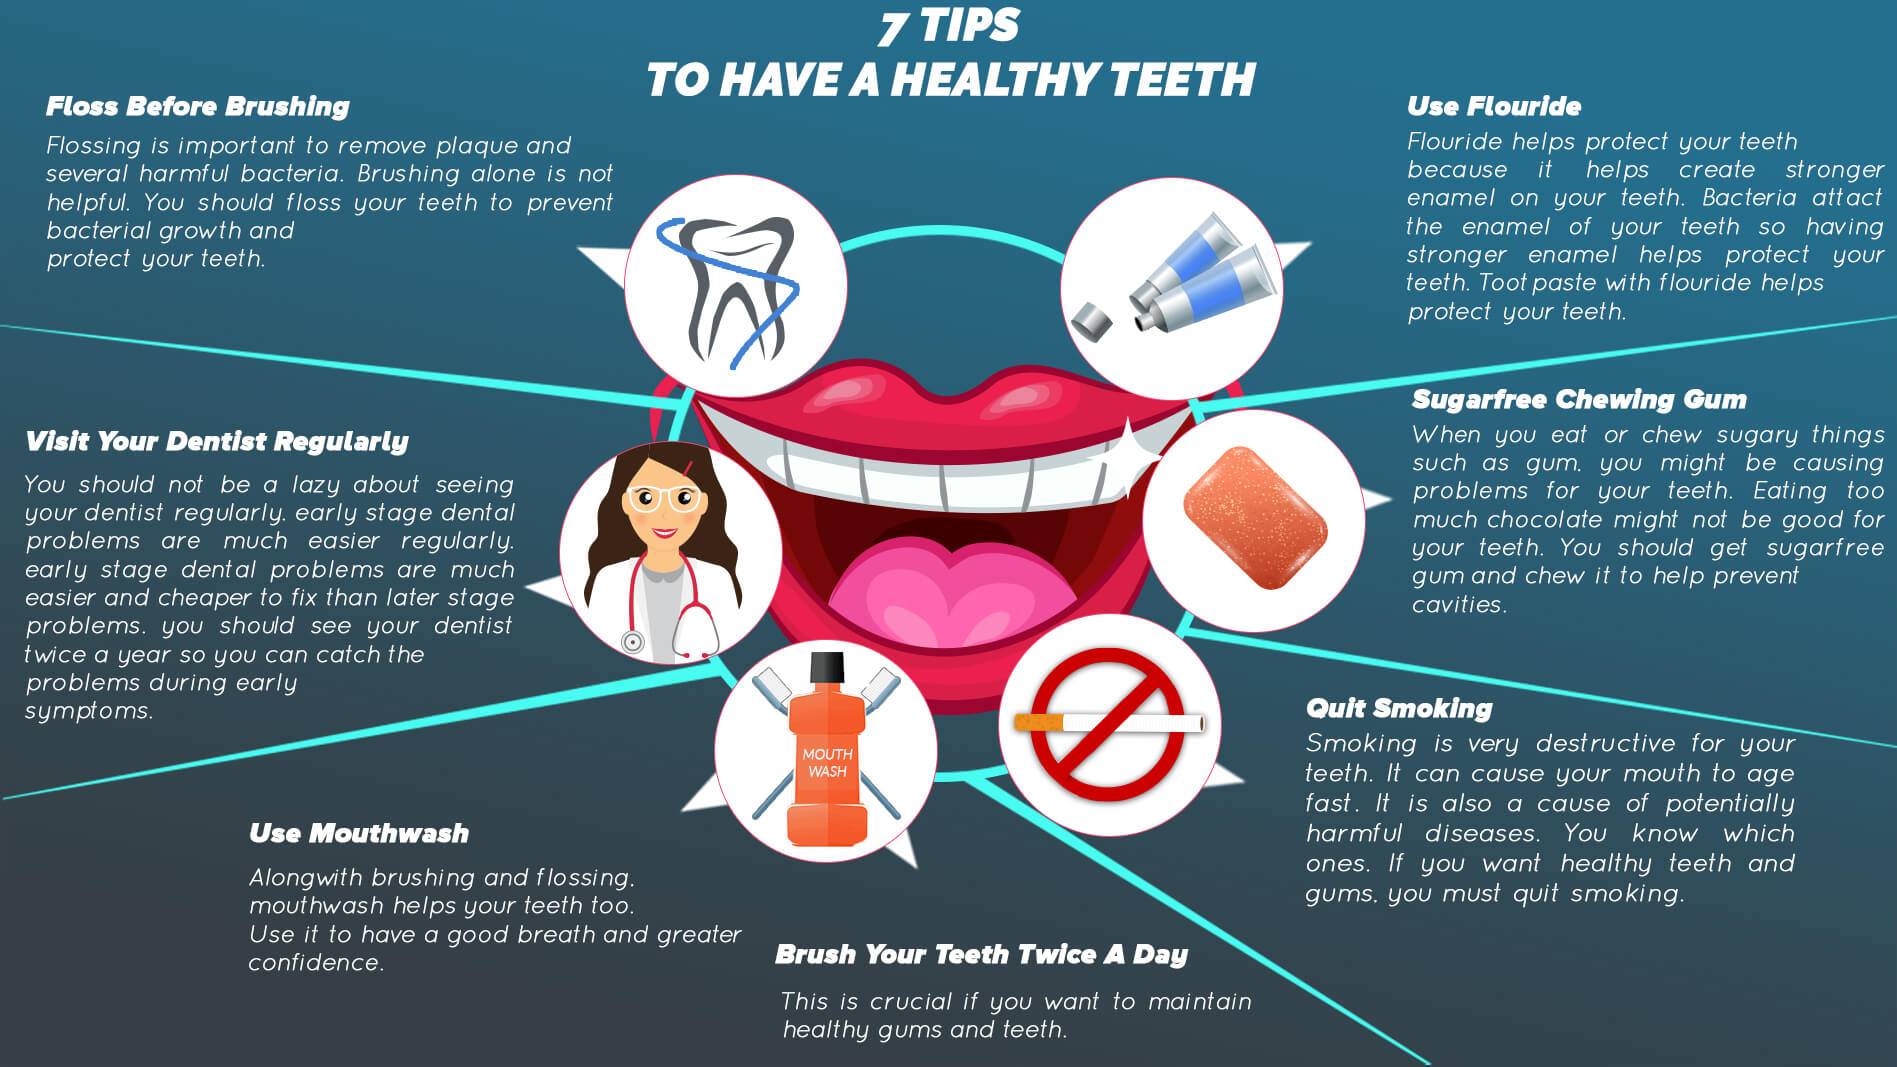 7 TIPS
TO HAVE A HEALTHY TEETH
Floss Before Brushing
Flossing is important to remove plaque and
several harmful bacteria. Brushing alone is not
helpful. You should floss your teeth to prevent
bacterial growth and
protect your teeth.
Visit Your Dentist Regularly
You should not be a lazy about seeing
your dentist regularly. early stage dental
problems are much easier regularly.
early stage dental problems are much
easier and cheaper to fix than later stage
problems. you should see your dentist
twice a year so you can catch the
problems during early
symptoms.
MOUTH
WASH
Use Mouthwash
Alongwith brushing and flossing,
mouthwash helps your teeth too.
Use it to have a good breath and greater
confidence.
Brush Your Teeth Twice A Day
This is crucial if you want to maintain
healthy gums and teeth.
Use Flouride
Flouride helps protect your teeth
because it helps create stronger
enamel on your teeth. Bacteria attact
the enamel of your teeth so having
stronger enamel helps protect your
teeth. Toot paste with flouride helps
protect your teeth.
Sugarfree Chewing Gum
When you eat or chew sugary things
such as gum, you might be causing
problems for your teeth. Eating too
much chocolate might not be good for
your teeth. You should get sugarfree
gum and chew it to help prevent
cavities.
Quit Smoking
Smoking is very destructive for your
teeth. It can cause your mouth to age
fast. It is also a cause of potentially
harmful diseases. You know which
ones. If you want healthy teeth and
gums, you must quit smoking.